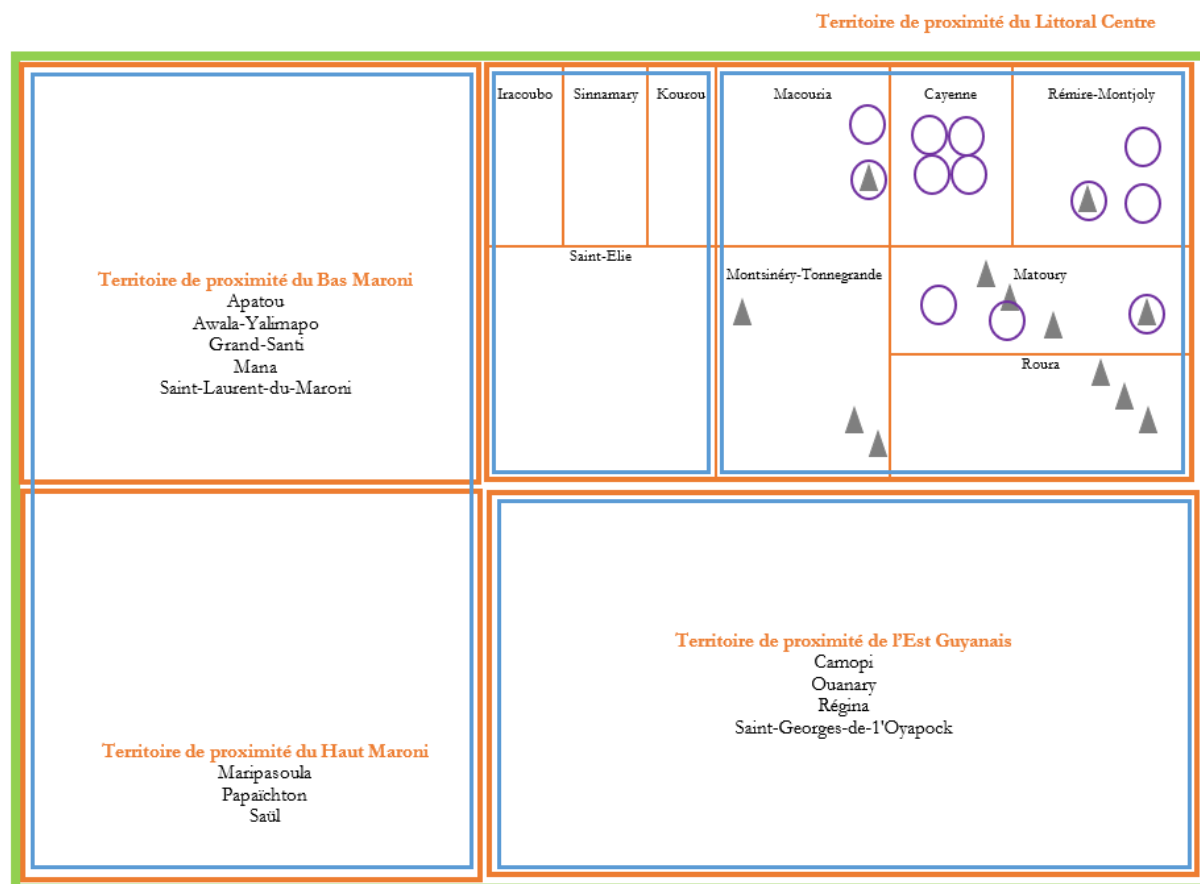 Territoire de proximité du Littoral Centre
Iracoubo
Sinnamary
Kourou
Macouria
Cayenne
Rémire-Montjoly
Saint-Elie
Montsinéry-Tonnegrande
Matoury
Roura
Territoire de proximité du Bas Maroni
Apatou
Awala-Yalimapo
Grand-Santi
Mana
Saint-Laurent-du-Maroni
Territoire de proximité de l'Est Guyanais
Camopi
Ouanary
Régina
Saint-Georges-de-1'Oyapock
Territoire de proximité du Haut Maroni
Maripasoula
Papaïchton
Saül